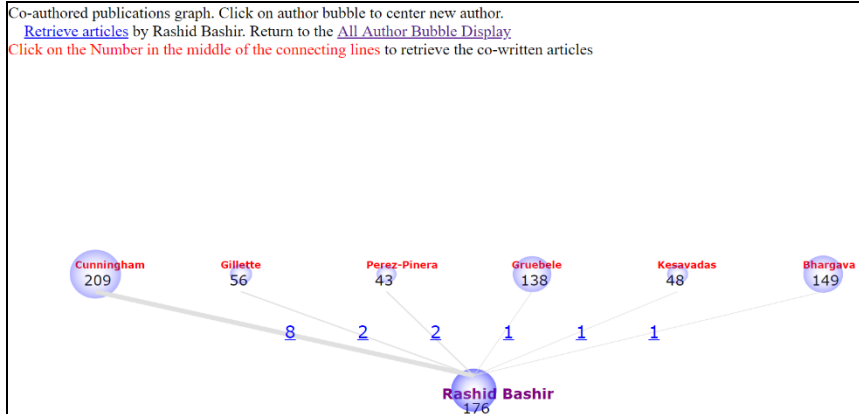 Co-authored publications graph. Click on author bubble to center new author.
Retrieve articles by Rashid Bashir. Return to the All Author Bubble Display
Click on the Number in the middle of the connecting lines to retrieve the co-written articles
Cunningham Gillette Perez-Pinera Gruebele Kesavadas Bhargava
209 56 43 138 48 149
8 2 2 1 1 1
Rashid Bashir
176